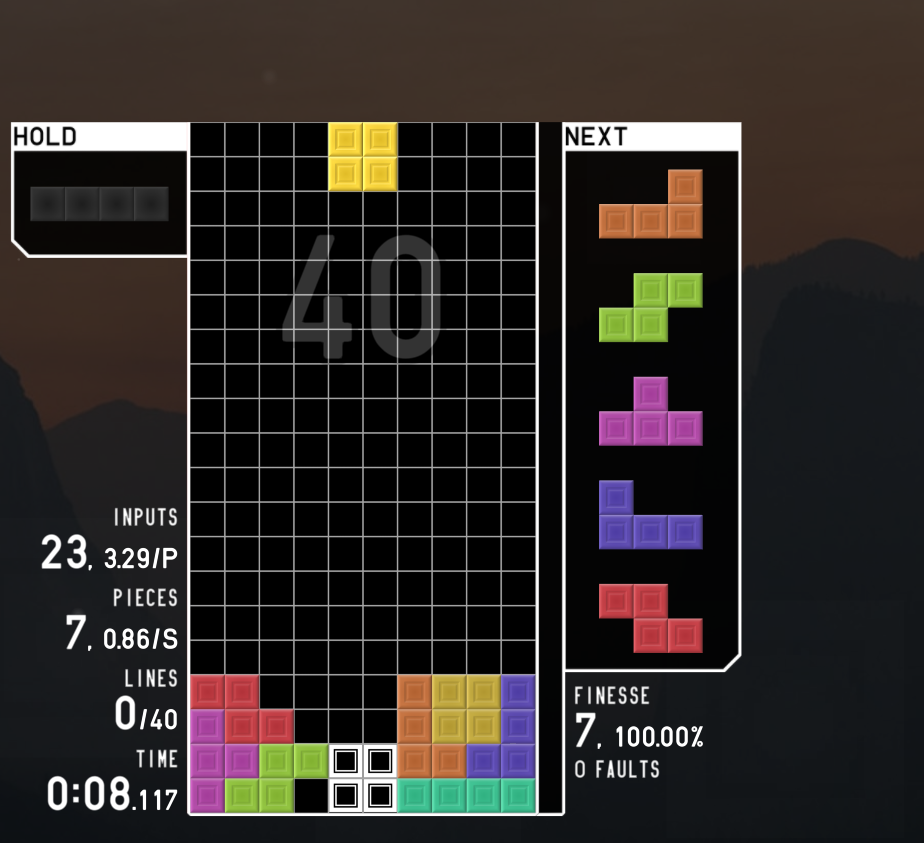 HOLD
NEXT
40
INPUTS
23, 3.29/P
PIECES
7, 0.86/S
LINES
0/40
TIME
0:08.117
FINESSE
7, 100.00%
0 FAULTS